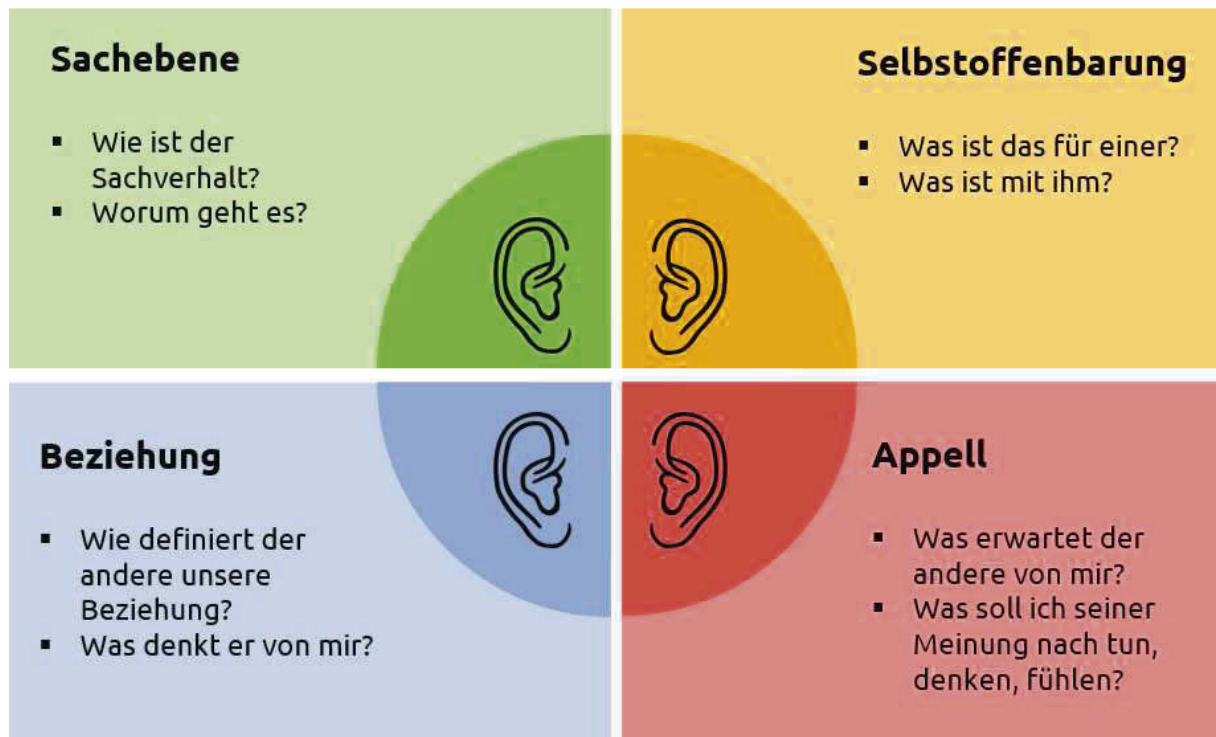 Sachebene
▪ Wie ist der
Sachverhalt?
▪ Worum geht es?
Selbstoffenbarung
▪ Was ist das für einer?
▪ Was ist mit ihm?
Beziehung
▪ Wie definiert der
andere unsere
Beziehung?
▪ Was denkt er von mir?
Appell
▪ Was erwartet der
andere von mir?
▪ Was soll ich seiner
Meinung nach tun,
denken, fühlen?